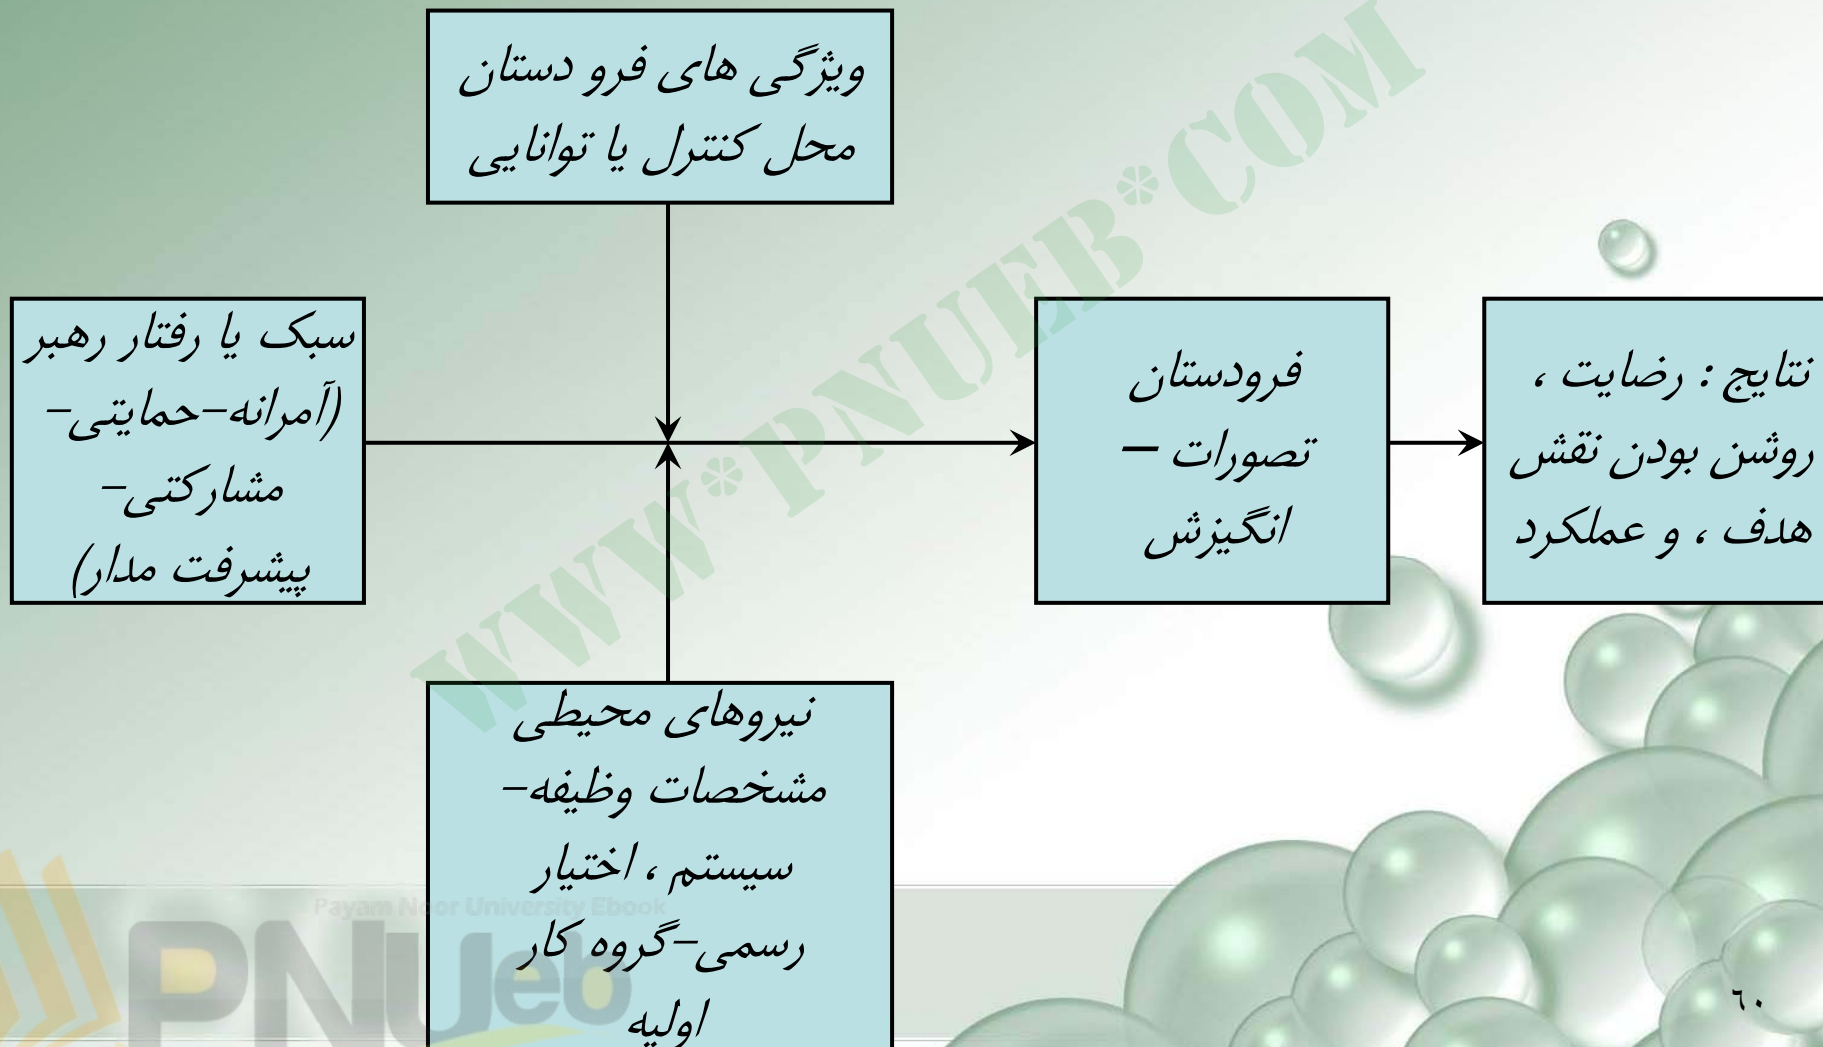 ویژگی های فرو دستان
محل کنترل یا توانایی
سبک یا رفتار رهبر
(آمرانه-حمایتی-
مشارکتی-
پیشرفت مدار)
فرودستان
تصورات –
انگیزش
نتایج : رضایت ،
روشن بودن نقش
هدف ، و عملکرد
نیروهای محیطی
مشخصات وظیفه-
سیستم ، اختیار
رسمی-گروه کار
اولیه
WWW*PNUEB*COM
Payam Noor University Ebook
PNUeb
٦٠